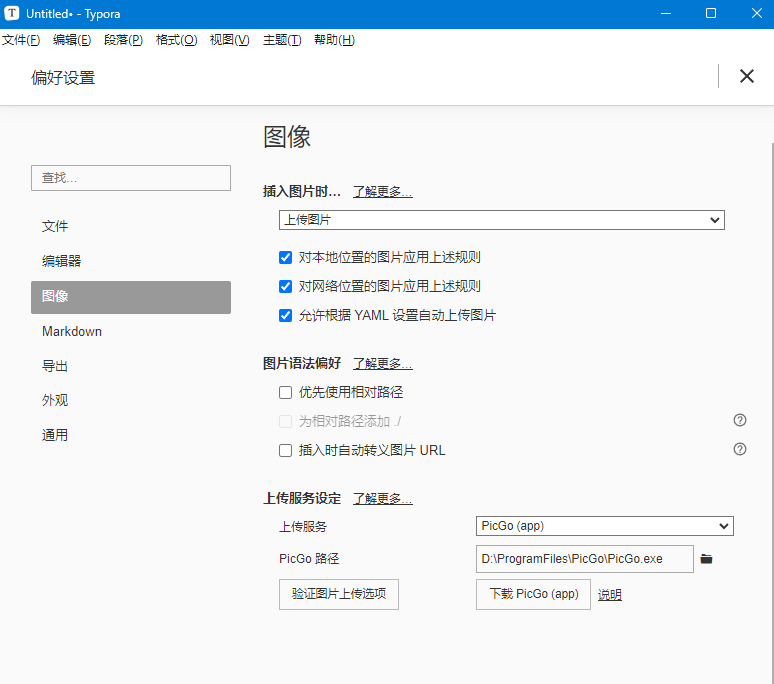 T Untitled• - Typora
文件(F) 编辑(E) 段落(P) 格式(O) 视图(V) 主题(T) 帮助(H)
偏好设置
图像
查找...
文件
编辑器
图像
Markdown
导出
外观
通用
插入图片时... 了解更多...
上传图片
对本地位置的图片应用上述规则
对网络位置的图片应用上述规则
允许根据 YAML 设置自动上传图片
图片语法偏好 了解更多...
优先使用相对路径
为相对路径添加 ./
插入时自动转义图片 URL
上传服务设定 了解更多...
上传服务 PicGo (app)
PicGo 路径 D:\ProgramFiles\PicGo\PicGo.exe
验证图片上传选项 下载 PicGo (app) 说明